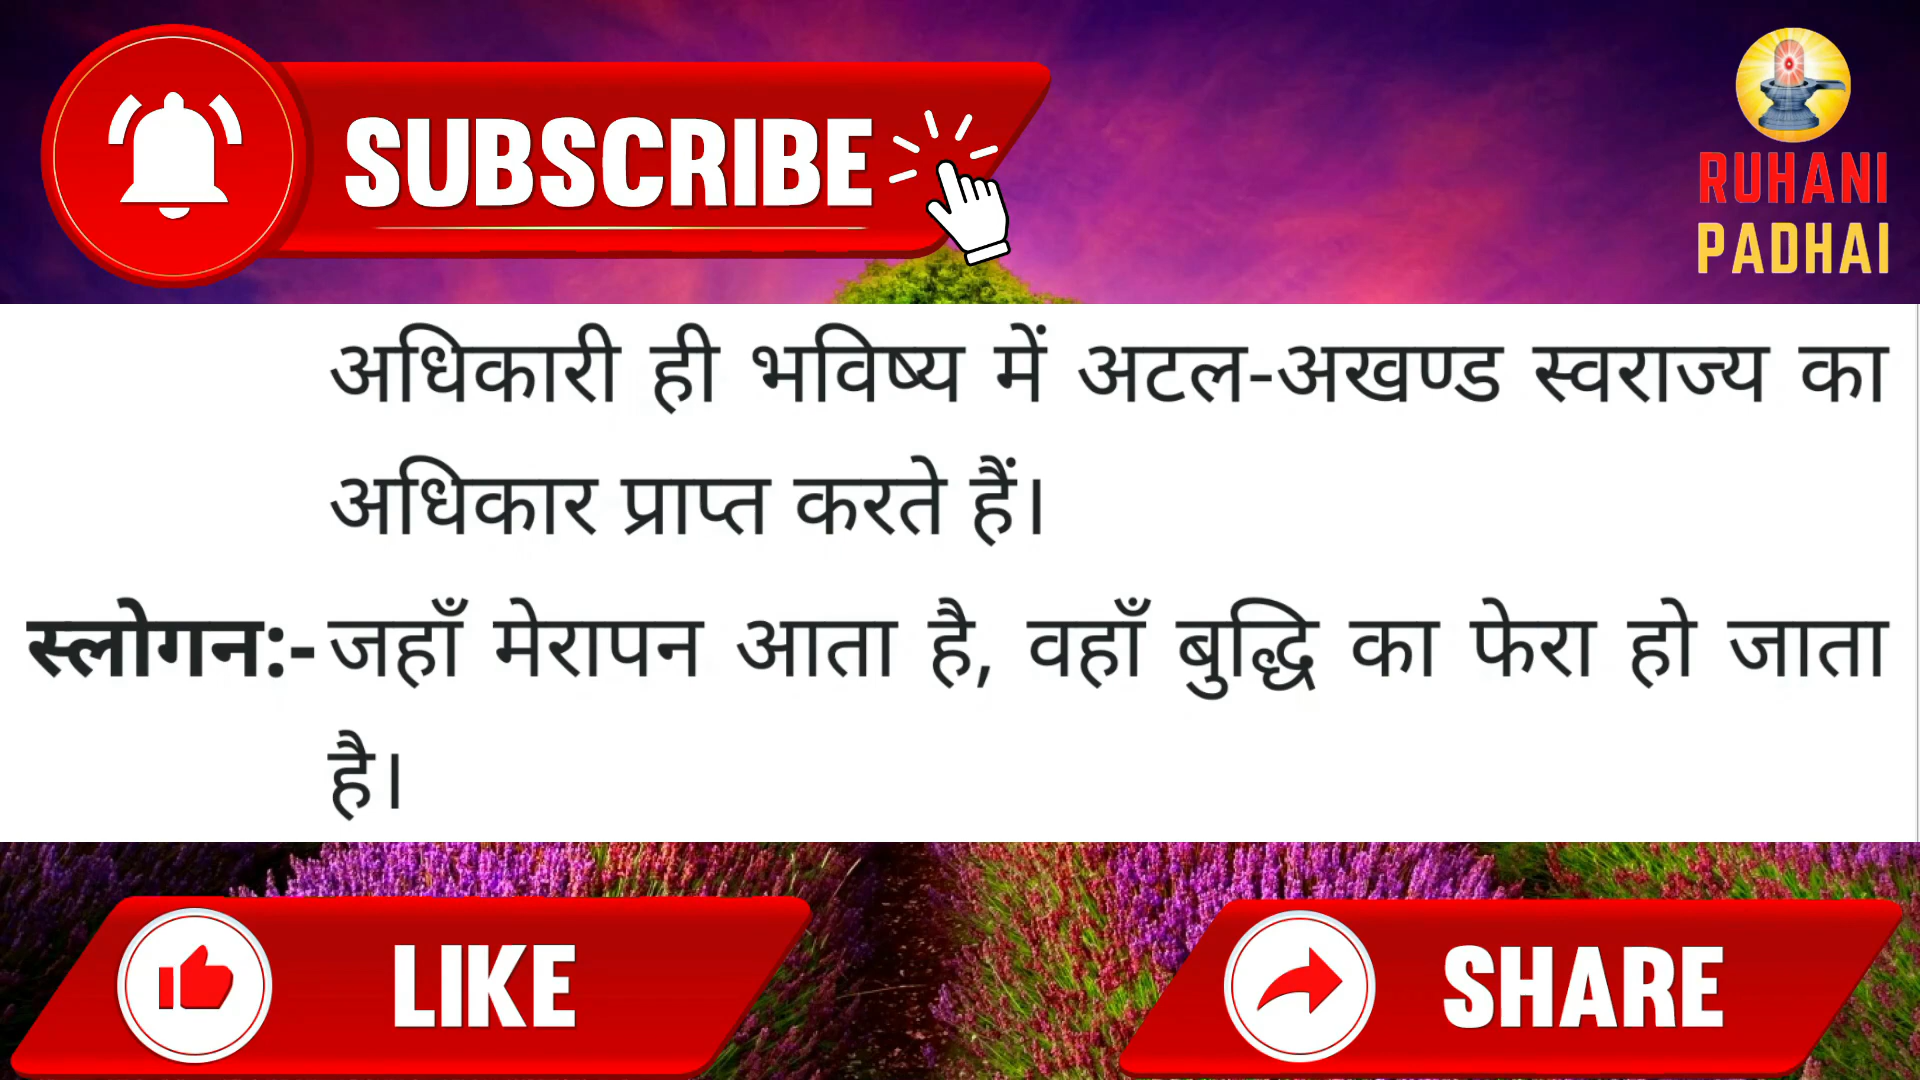 SUBSCRIBE
RUHANI
PADHAI
अधिकारी ही भविष्य में अटल-अखण्ड स्वराज्य का
अधिकार प्राप्त करते हैं।
स्लोगन:- जहाँ मेरापन आता है, वहाँ बुद्धि का फेरा हो जाता
है।
LIKE
SHARE